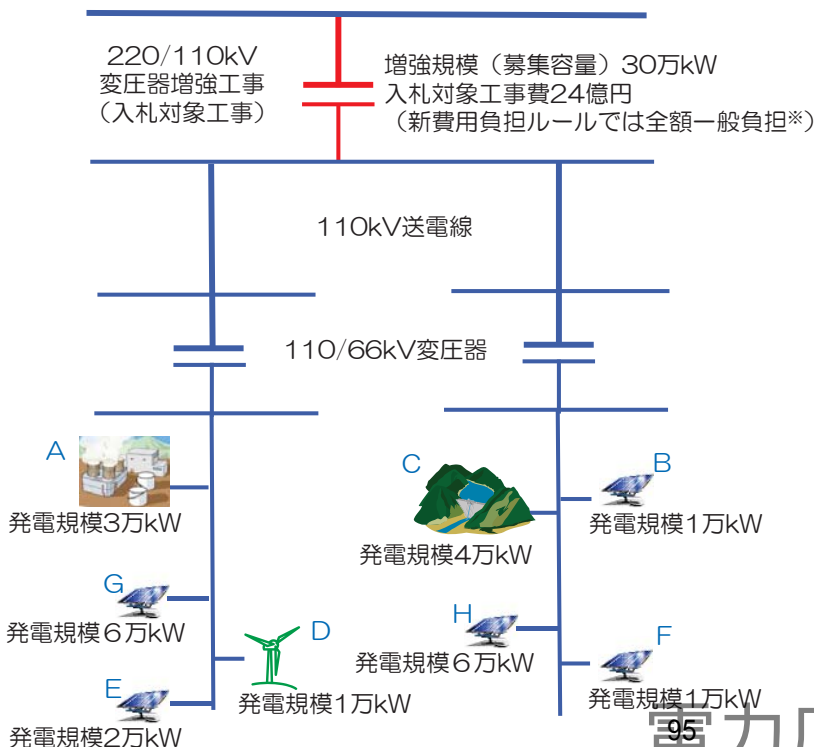 220/110kV
変圧器増強工事
（入札対象工事）
増強規模（募集容量）30万kW
入札対象工事費24億円
（新費用負担ルールでは全額一般負担※）
110kV送電線
110/66kV変圧器
A
発電規模3万kW
G
発電規模6万kW
D
発電規模1万kW
E
発電規模2万kW
C
発電規模4万kW
B
発電規模1万kW
H
発電規模6万kW
F
発電規模1万kW
95
電力